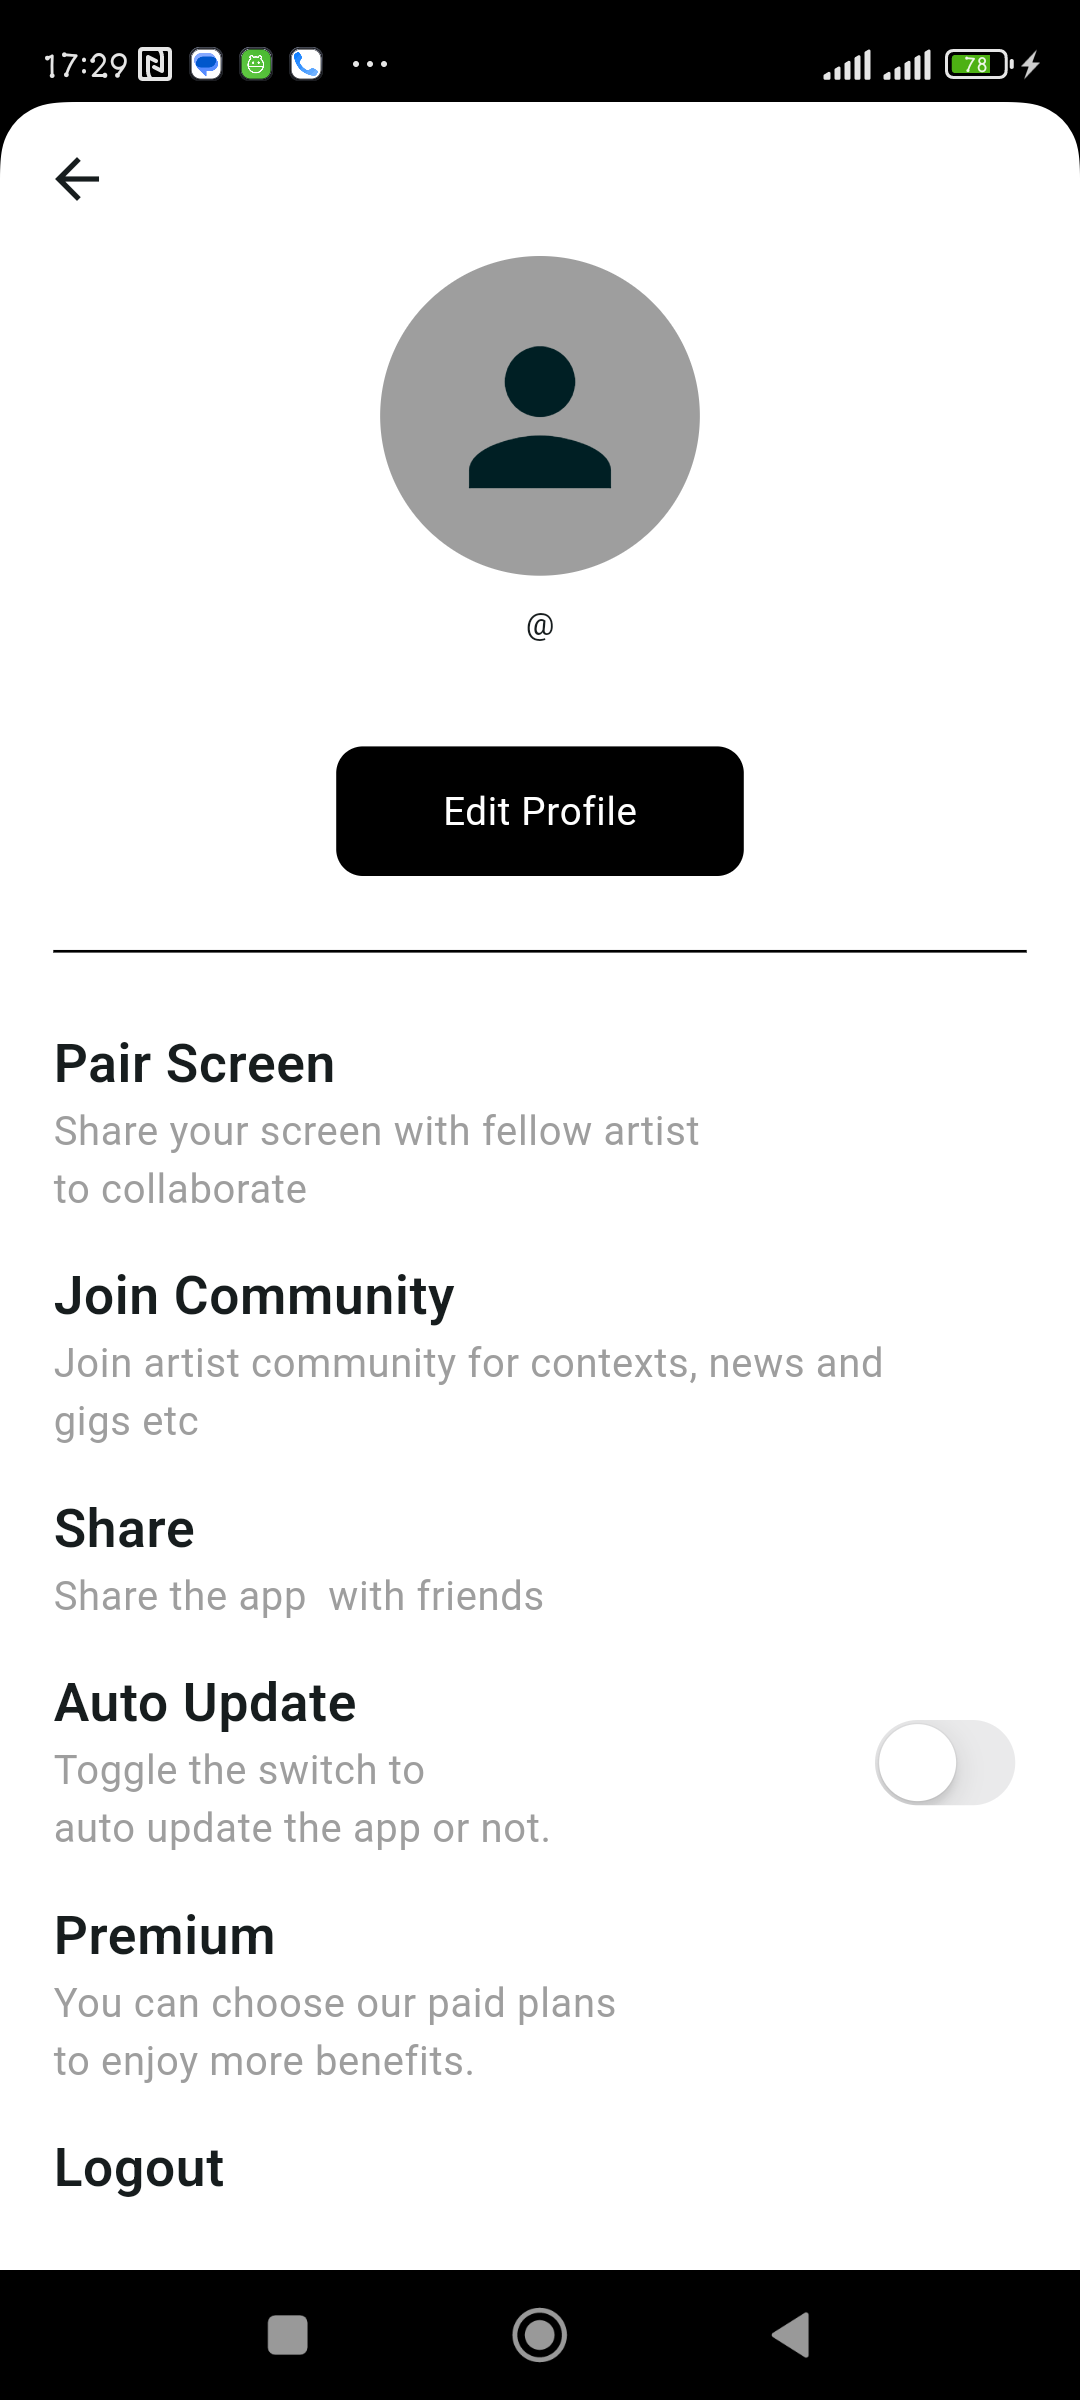 17:29
78
@
Edit Profile
Pair Screen
Share your screen with fellow artist
to collaborate
Join Community
Join artist community for contexts, news and
gigs etc
Share
Share the app  with friends
Auto Update
Toggle the switch to
auto update the app or not.
Premium
You can choose our paid plans
to enjoy more benefits.
Logout